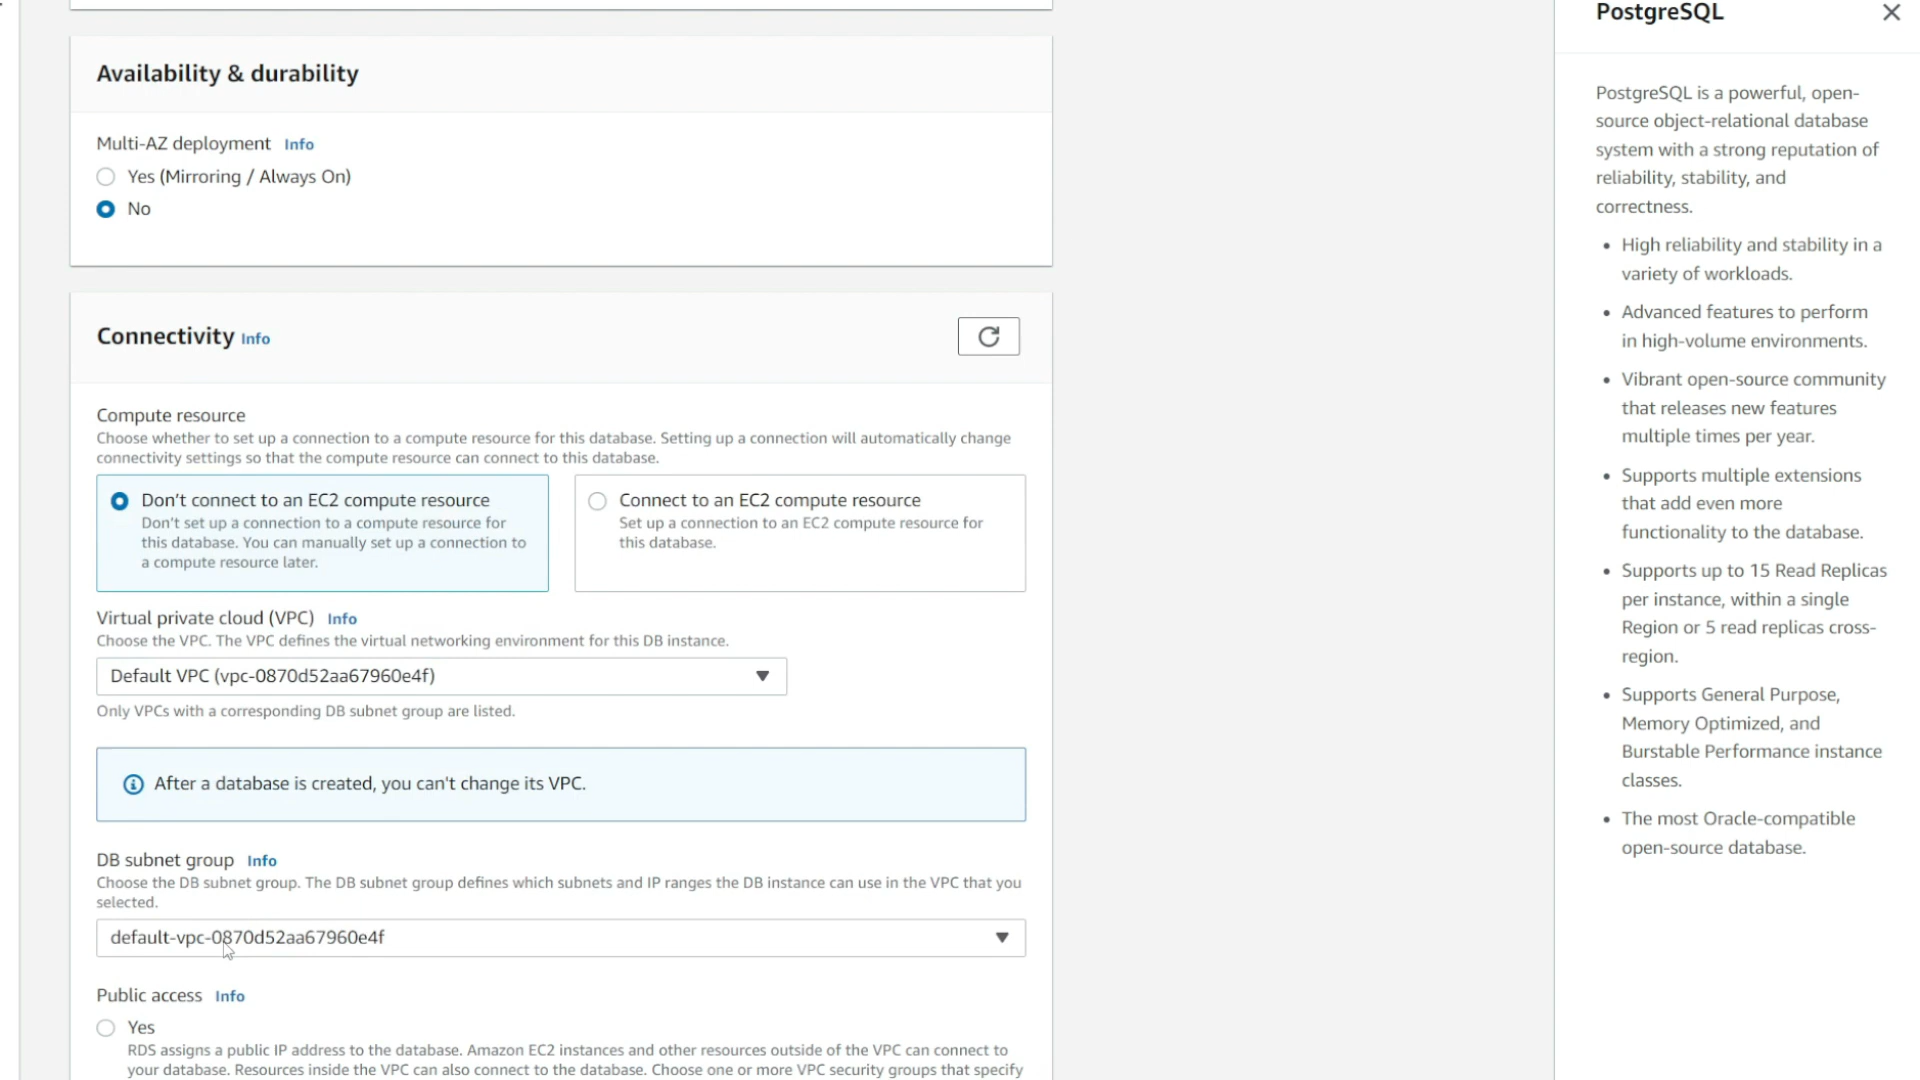 PostgreSQL
Availability & durability
Multi-AZ deployment Info
Yes (Mirroring / Always On)
No
Connectivity Info
Compute resource
Choose whether to set up a connection to a compute resource for this database. Setting up a connection will automatically change
connectivity settings so that the compute resource can connect to this database.
Don't connect to an EC2 compute resource
Don't set up a connection to a compute resource for
this database. You can manually set up a connection to
a compute resource later.
Connect to an EC2 compute resource
Set up a connection to an EC2 compute resource for
this database.
Virtual private cloud (VPC) Info
Choose the VPC. The VPC defines the virtual networking environment for this DB instance.
Default VPC (vpc-0870d52aa67960e4f)
Only VPCs with a corresponding DB subnet group are listed.
After a database is created, you can't change its VPC.
DB subnet group Info
Choose the DB subnet group. The DB subnet group defines which subnets and IP ranges the DB instance can use in the VPC that you
selected.
default-vpc-0870d52aa67960e4f
Public access Info
Yes
RDS assigns a public IP address to the database. Amazon EC2 instances and other resources outside of the VPC can connect to
your database. Resources inside the VPC can also connect to the database. Choose one or more VPC security groups that specify
PostgreSQL is a powerful, open-
source object-relational database
system with a strong reputation of
reliability, stability, and
correctness.
• High reliability and stability in a
variety of workloads.
• Advanced features to perform
in high-volume environments.
• Vibrant open-source community
that releases new features
multiple times per year.
• Supports multiple extensions
that add even more
functionality to the database.
• Supports up to 15 Read Replicas
per instance, within a single
Region or 5 read replicas cross-
region.
• Supports General Purpose,
Memory Optimized, and
Burstable Performance instance
classes.
• The most Oracle-compatible
open-source database.